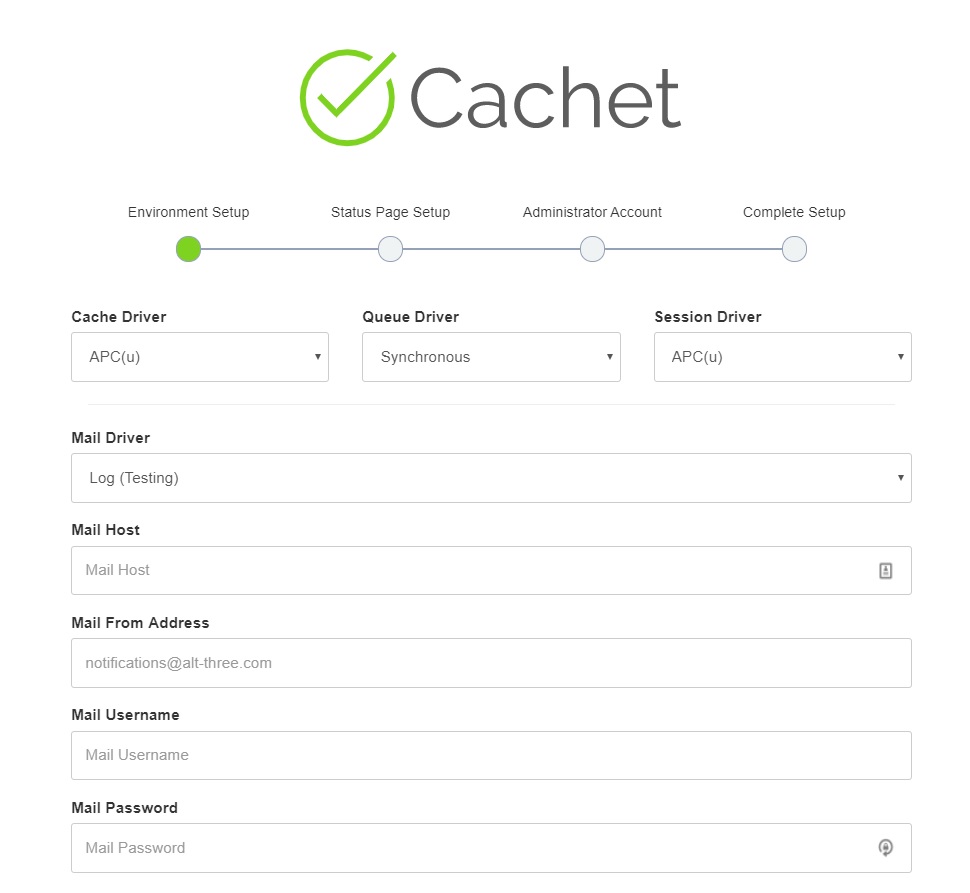 Cachet
Environment Setup Status Page Setup Administrator Account Complete Setup
Cache Driver Queue Driver Session Driver
APC(u) Synchronous APC(u)
Mail Driver
Log (Testing)
Mail Host
Mail Host
Mail From Address
notifications@alt-three.com
Mail Username
Mail Username
Mail Password
Mail Password